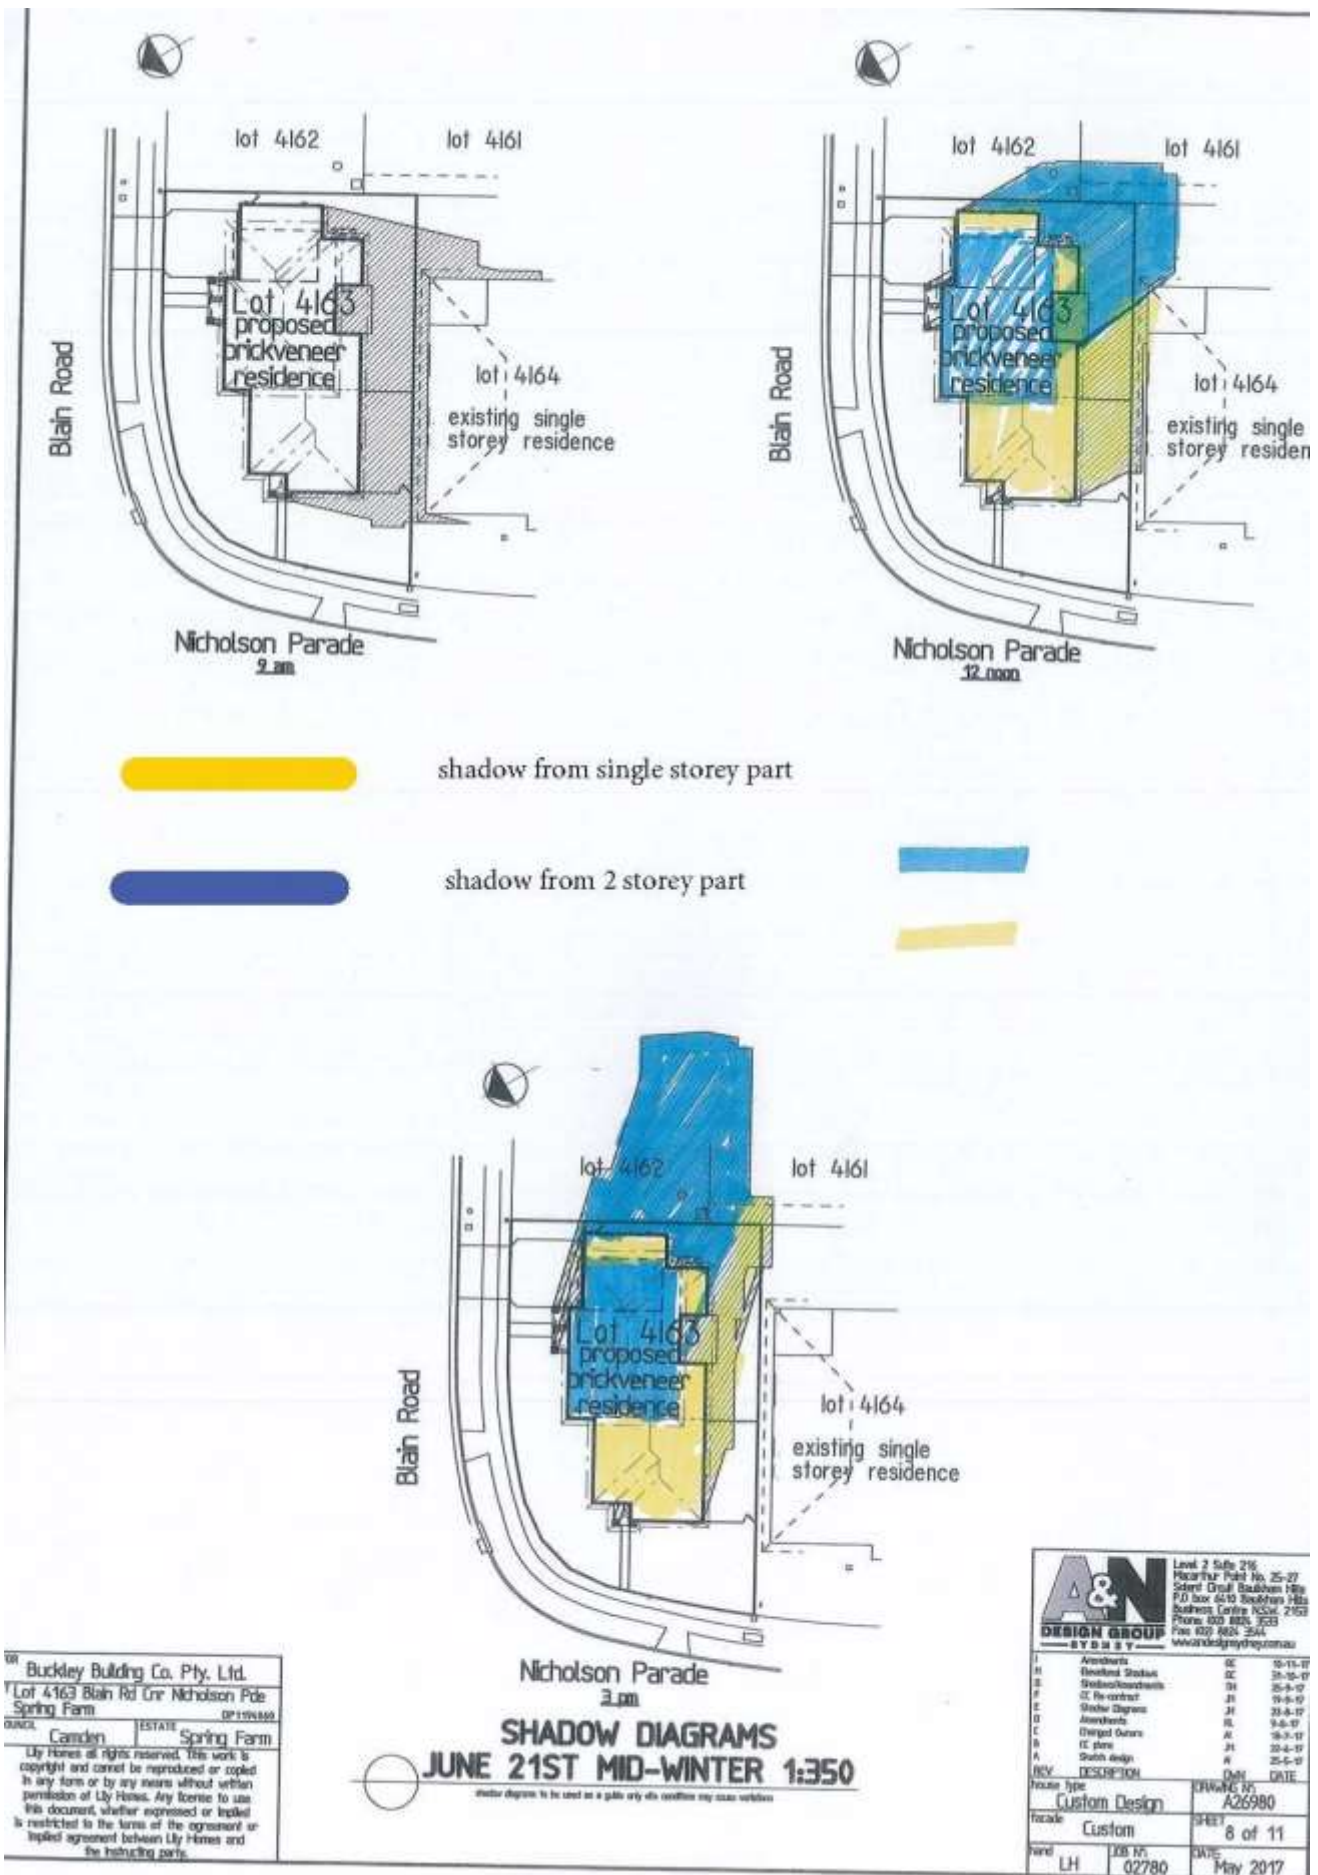 lot 4162
lot 4161
Lot 4163
proposed
brickveneer
residence
lot 4164
existing single
storey residence
Blain Road
Nicholson Parade
9 am
lot 4162
lot 4161
Lot 4163
proposed
brickveneer
residence
lot 4164
existing single
storey residen
Blain Road
Nicholson Parade
12 noon
shadow from single storey part
shadow from 2 storey part
lot 4162
lot 4161
Lot 4163
proposed
brickveneer
residence
lot 4164
existing single
storey residence
Blain Road
Nicholson Parade
3 pm
SHADOW DIAGRAMS
JUNE 21ST MID-WINTER 1:350
Buckley Building Co. Pty. Ltd.
Lot 4163 Blain Rd Cnr Nicholson Pde
Spring Farm
Camden
ESTATE
Spring Farm
Lily Homes all rights reserved. This work is
copyright and cannot be reproduced or copied
in any form or by any means without written
permission of Lily Homes. Any license to use
this document, whether expressed or implied
is restricted to the terms of the agreement or
implied agreement between Lily Homes and
the instructing party.
A&N
DESIGN GROUP
SYDNEY
Level 2 Suite 216
REV DESCRIPTION DWN DATE
house type
Custom Design
DRAWING No.
A26980
facade
Custom
SHEET
8 of 11
hand
LH
JOB No.
02780
DATE
May 2017